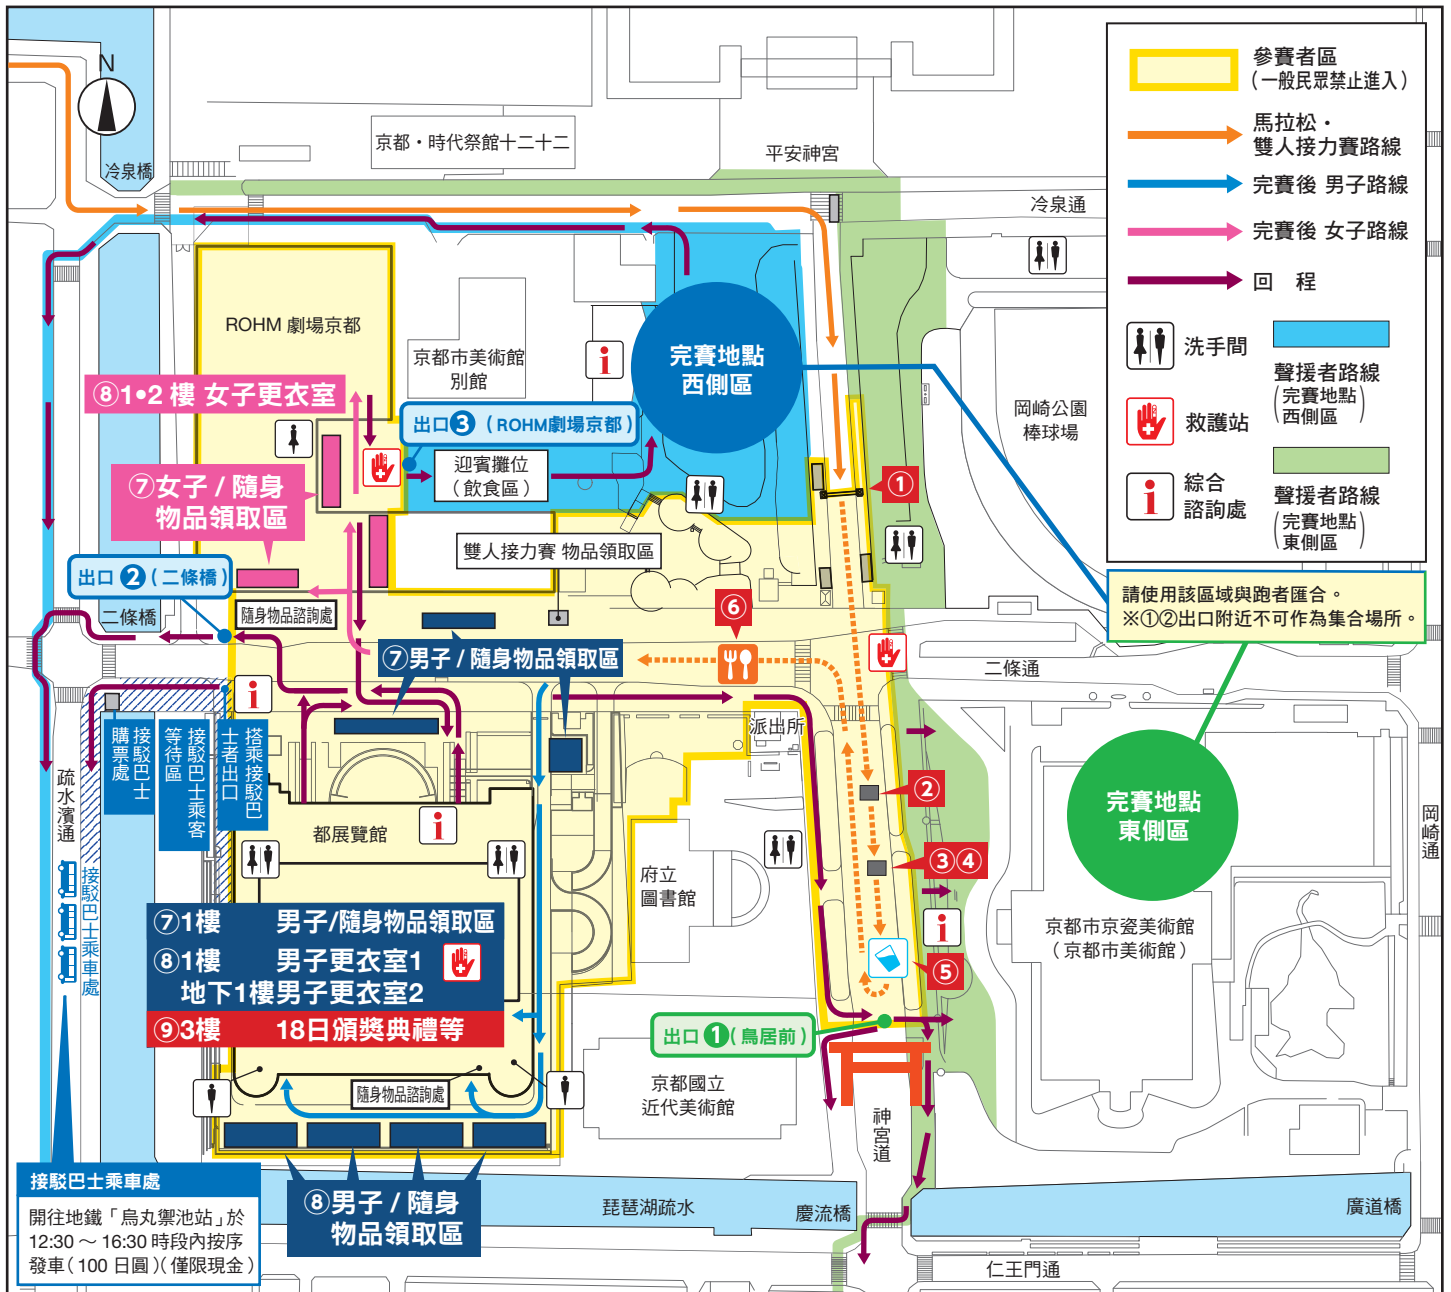 N
冷泉橋
京都・時代祭館十二十二
平安神宮
冷泉通
參賽者區
（一般民眾禁止進入）
馬拉松・
雙人接力賽路線
完賽後 男子路線
完賽後 女子路線
回　程
洗手間
救護站
綜合
諮詢處
聲援者路線
（完賽地點
西側區）
聲援者路線
（完賽地點
東側區）
請使用該區域與跑者匯合。
※①②出口附近不可作為集合場所。
ROHM 劇場京都
京都市美術館
別館
完賽地點
西側區
岡崎公園
棒球場
⑧1•2 樓 女子更衣室
出口❸（ROHM劇場京都）
迎賓攤位
（飲食區）
①
⑦女子 / 隨身
物品領取區
雙人接力賽 物品領取區
出口❷（二條橋）
二條橋
隨身物品諮詢處
⑥
⑦男子 / 隨身物品領取區
二條通
派出所
接駁巴士
購票處
接駁巴士乘客
等待區
搭乘接駁巴
士者出口
疏水濱通
接駁巴士乘車處
都展覽館
②
③④
⑤
府立
圖書館
完賽地點
東側區
岡崎通
京都市京瓷美術館
（京都市美術館）
⑦1樓 男子/隨身物品領取區
⑧1樓 男子更衣室1
地下1樓男子更衣室2
⑨3樓 18日頒獎典禮等
出口❶（鳥居前）
隨身物品諮詢處
京都國立
近代美術館
神宮道
⑧男子 / 隨身
物品領取區
接駁巴士乘車處
開往地鐵「烏丸御池站」於
12:30 ～ 16:30 時段內按序
發車（100 日圓）（僅限現金）
琵琶湖疏水
慶流橋
廣道橋
仁王門通